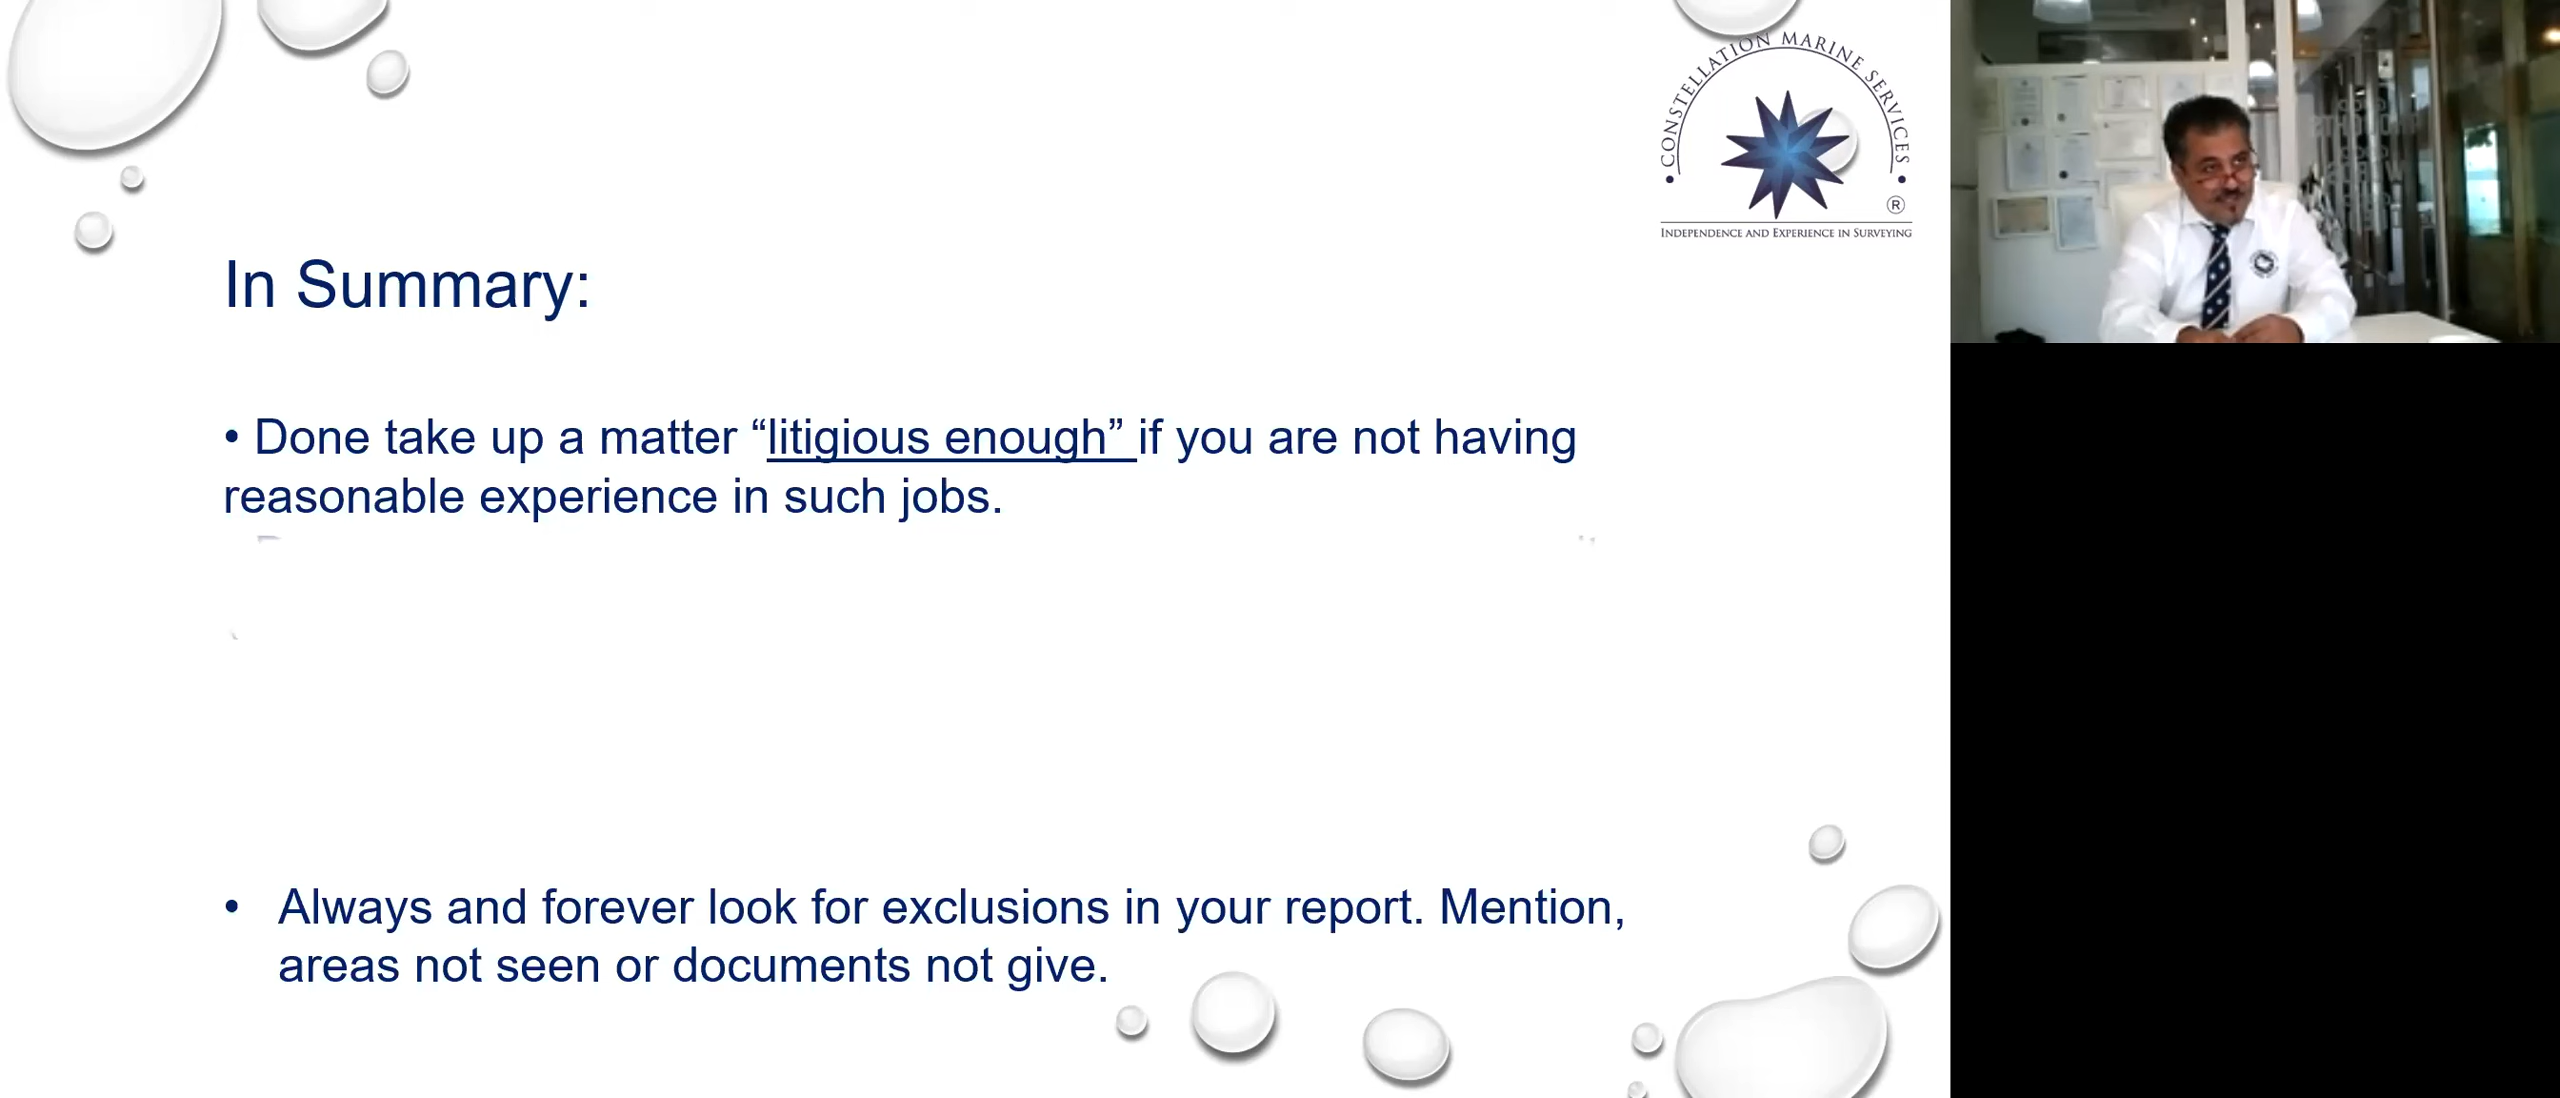 • CONSTELLATION MARINE SERVICES •
®
INDEPENDENCE AND EXPERIENCE IN SURVEYING
In Summary:
• Done take up a matter “litigious enough” if you are not having
reasonable experience in such jobs.
• Always and forever look for exclusions in your report. Mention,
areas not seen or documents not give.